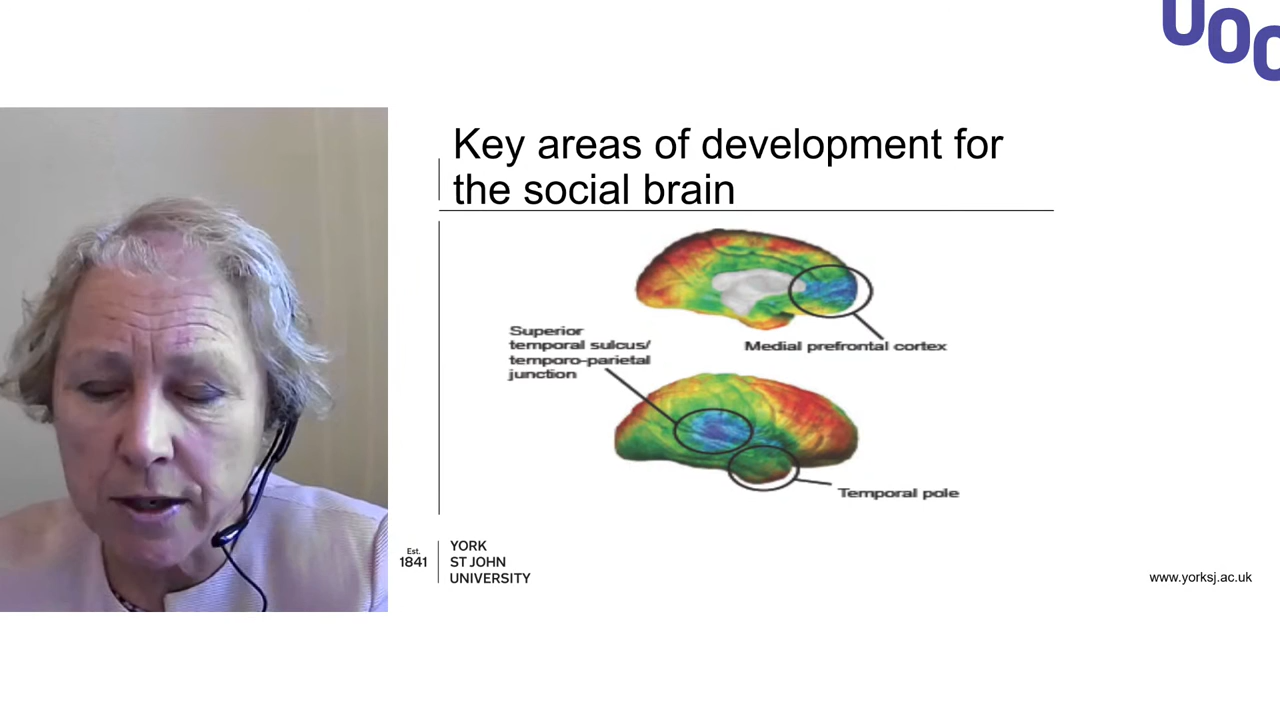 UOC
Key areas of development for
the social brain
Superior
temporal sulcus/
temporo-parietal
junction
Medial prefrontal cortex
Temporal pole
Est.
1841
YORK
ST JOHN
UNIVERSITY
www.yorksj.ac.uk